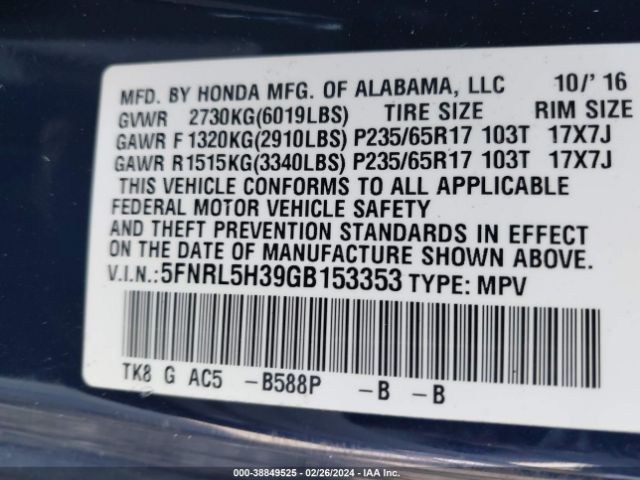 MFD. BY HONDA MFG. OF ALABAMA, LLC 10/' 16
GVWR 2730KG(6019LBS) TIRE SIZE RIM SIZE
GAWR F 1320KG(2910LBS) P235/65R17 103T 17X7J
GAWR R1515KG(3340LBS) P235/65R17 103T 17X7J
THIS VEHICLE CONFORMS TO ALL APPLICABLE
FEDERAL MOTOR VEHICLE SAFETY
AND THEFT PREVENTION STANDARDS IN EFFECT
ON THE DATE OF MANUFACTURE SHOWN ABOVE.
V.I.N.: 5FNRL5H39GB153353 TYPE: MPV
TK8 G AC5 -B588P -B -B
000-38849525 - 02/26/2024 - IAA Inc.